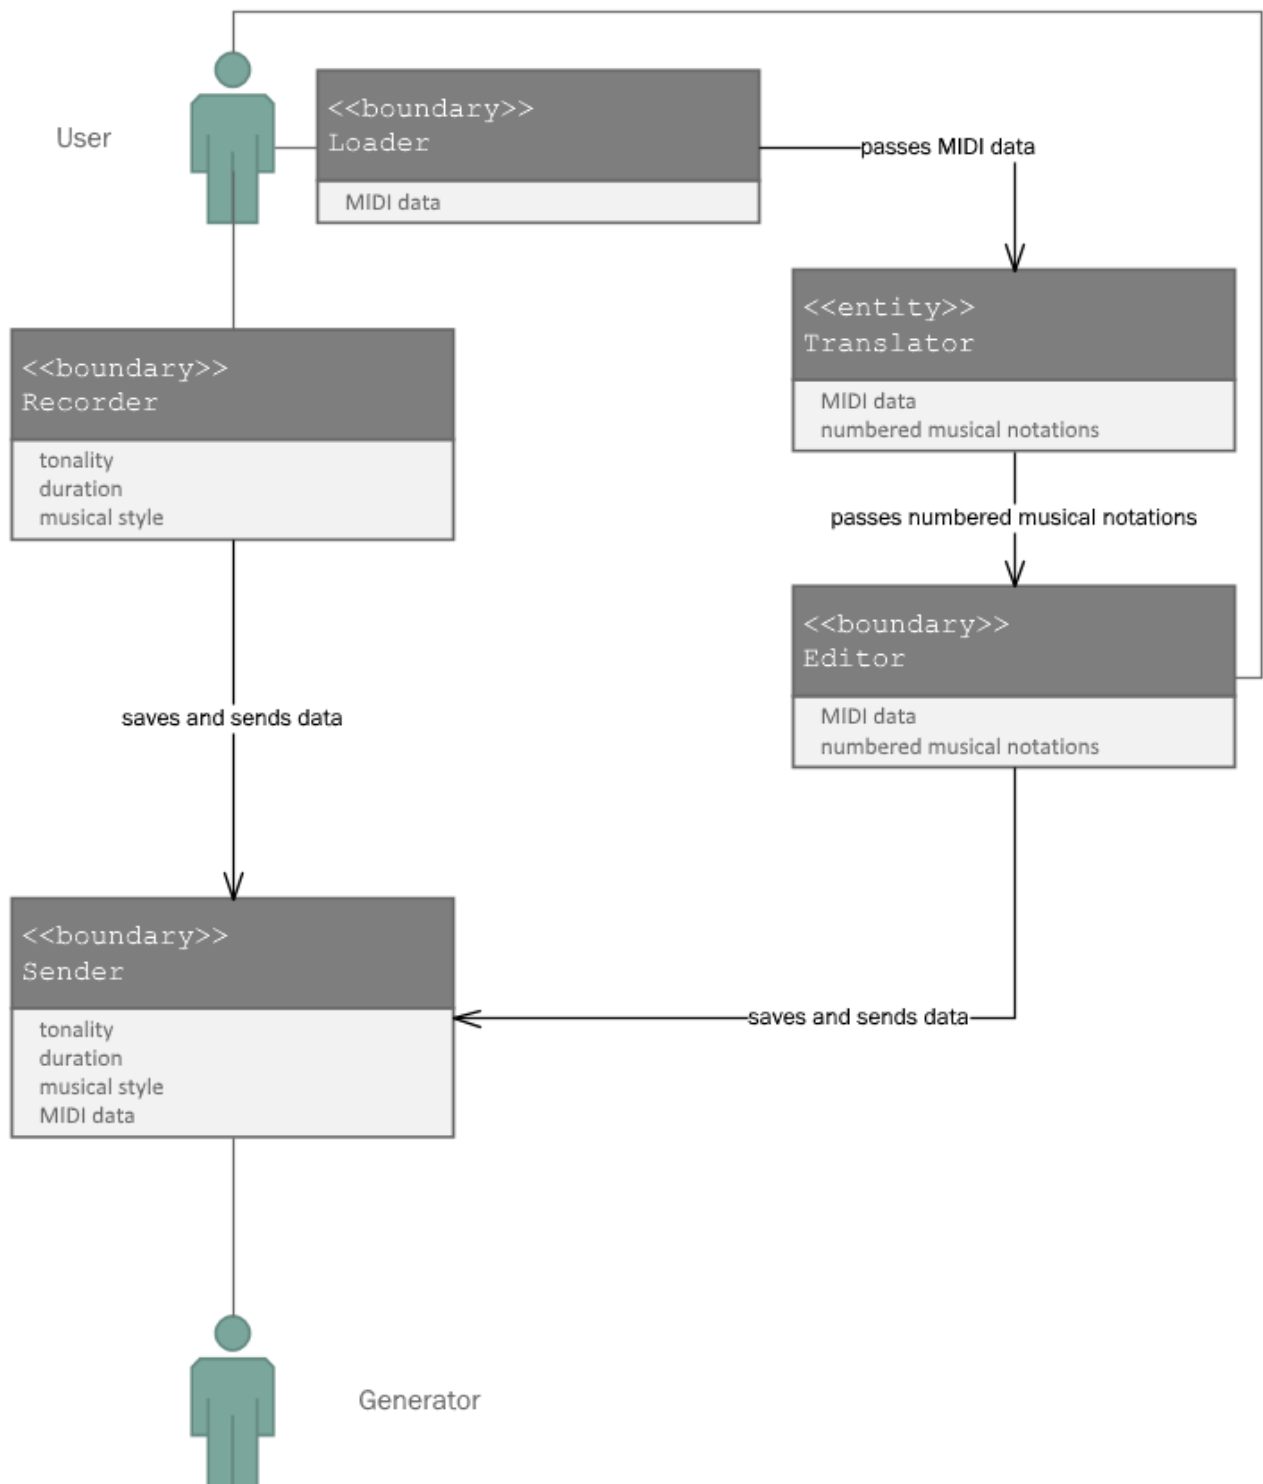 User
<<boundary>>
Loader
MIDI data
passes MIDI data
<<entity>>
Translator
MIDI data
numbered musical notations
<<boundary>>
Recorder
tonality
duration
musical style
passes numbered musical notations
<<boundary>>
Editor
MIDI data
numbered musical notations
saves and sends data
<<boundary>>
Sender
tonality
duration
musical style
MIDI data
saves and sends data
Generator